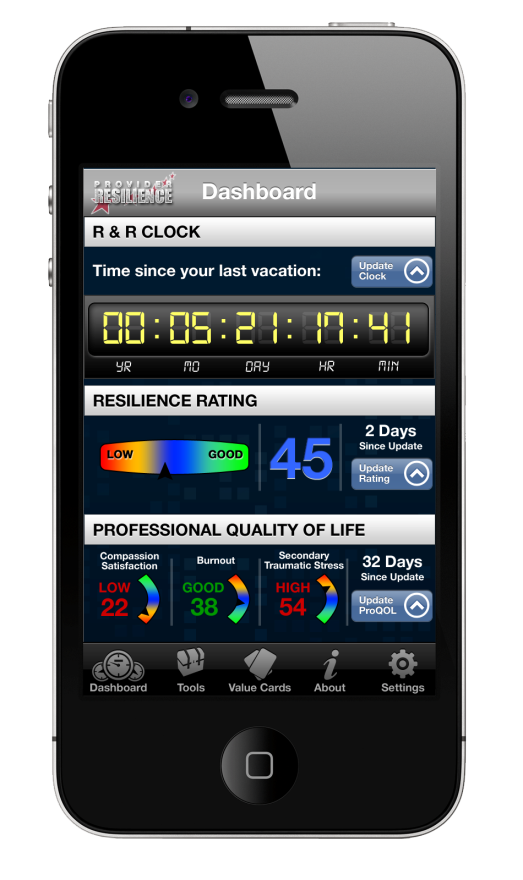 PROVIDER
RESILIENCE
Dashboard
R & R CLOCK
Time since your last vacation:
Update
Clock
00:05:21:17:41
YR MO DAY HR MIN
RESILIENCE RATING
LOW GOOD
45
2 Days
Since Update
Update
Rating
PROFESSIONAL QUALITY OF LIFE
Compassion
Satisfaction
LOW
22
Burnout
GOOD
38
Secondary
Traumatic Stress
HIGH
54
32 Days
Since Update
Update
ProQOL
Dashboard Tools Value Cards About Settings